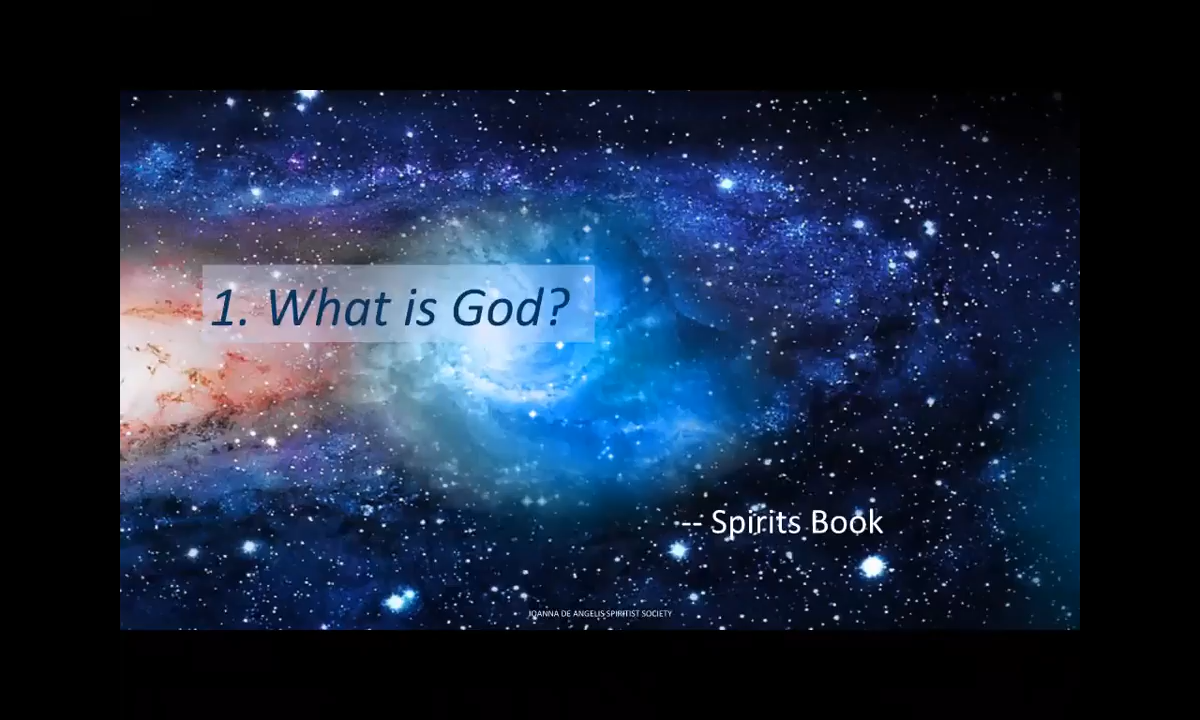 1. What is God?
-- Spirits Book
JOANNA DE ANGELIS SPIRITIST SOCIETY